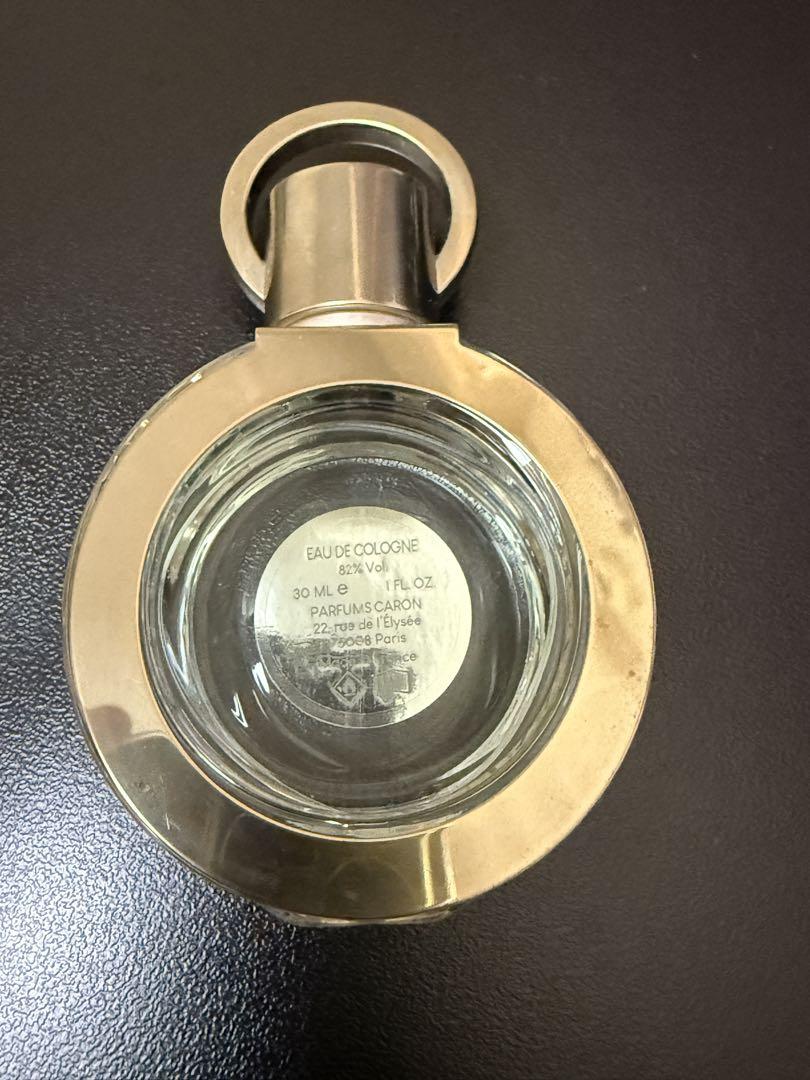 EAU DE COLOGNE
82% Vol.
30 ML e 1 FL. OZ.
PARFUMS CARON
22, rue de l'Élysée
75008 Paris